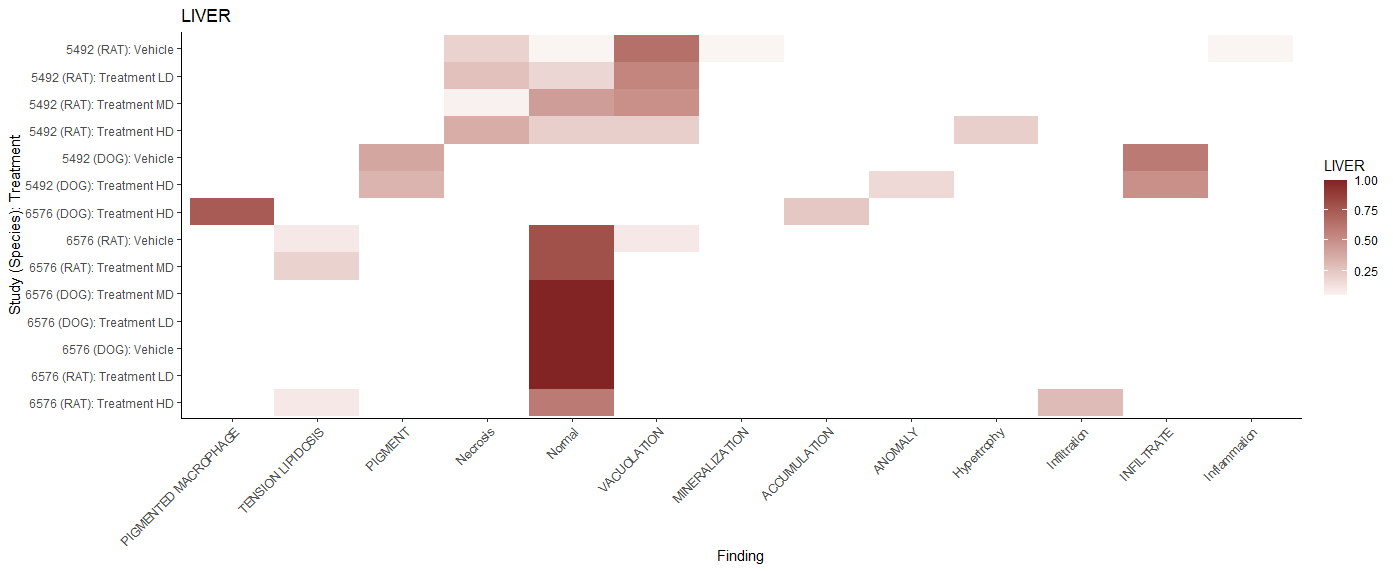 LIVER
Study (Species): Treatment
5492 (RAT): Vehicle
5492 (RAT): Treatment LD
5492 (RAT): Treatment MD
5492 (RAT): Treatment HD
5492 (DOG): Vehicle
5492 (DOG): Treatment HD
6576 (DOG): Treatment HD
6576 (RAT): Vehicle
6576 (RAT): Treatment MD
6576 (DOG): Treatment MD
6576 (DOG): Treatment LD
6576 (DOG): Vehicle
6576 (RAT): Treatment LD
6576 (RAT): Treatment HD
PIGMENTED MACROPHAGE
TENSION LIPIDOSIS
PIGMENT
Necrosis
Normal
VACUOLATION
MINERALIZATION
ACCUMULATION
ANOMALY
Hypertrophy
Infiltration
INFILTRATE
Inflammation
Finding
LIVER
1.00
0.75
0.50
0.25